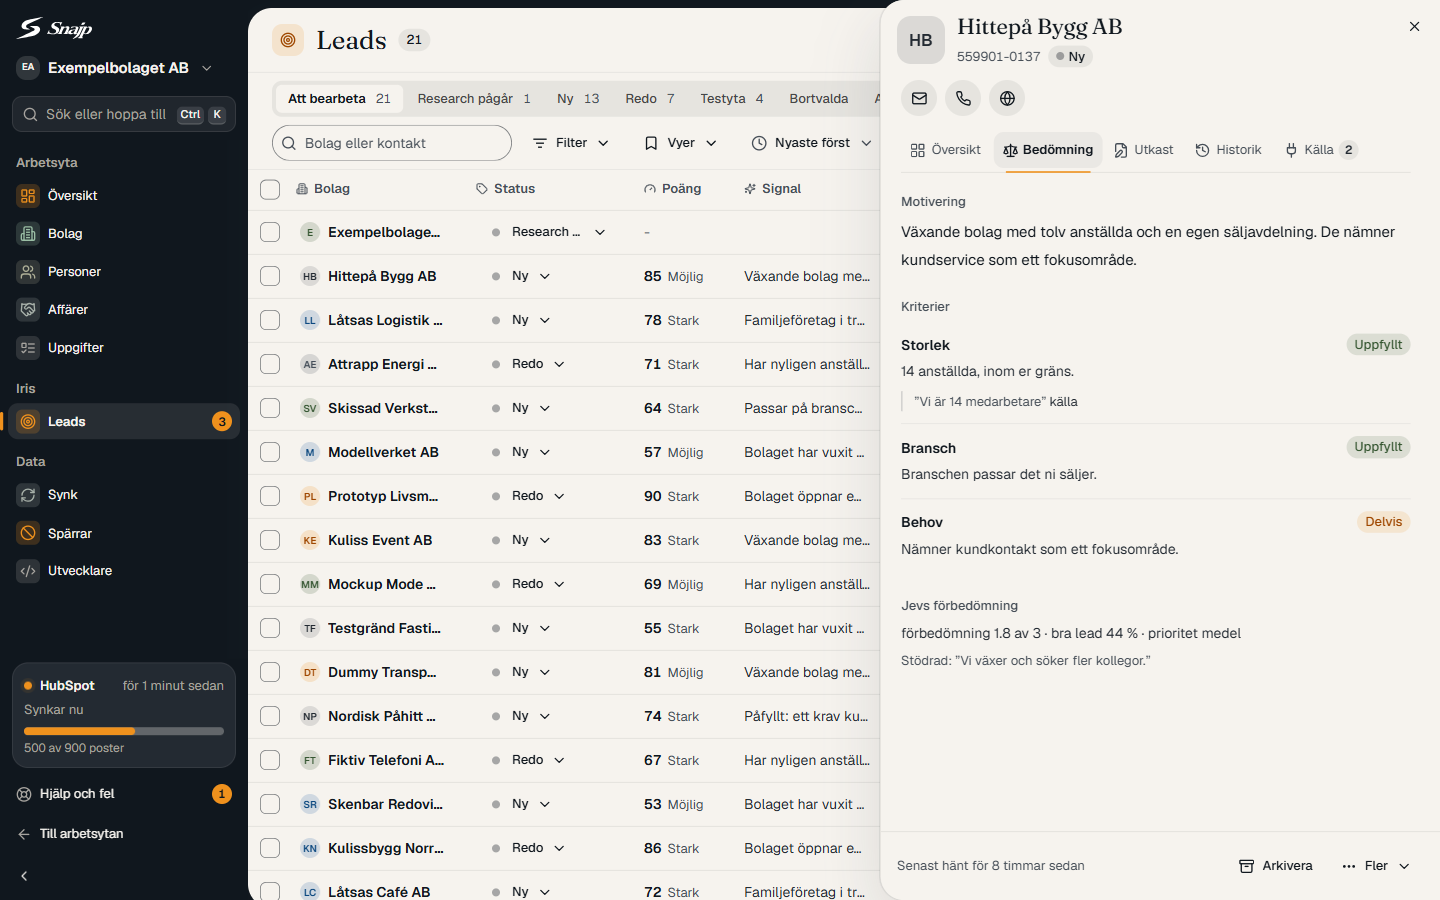 Snajp
EA Exempelbolaget AB
Sök eller hoppa till Ctrl K
Arbetsyta
Översikt
Bolag
Personer
Affärer
Uppgifter
Iris
Leads 3
Data
Synk
Spärrar
Utvecklare
HubSpot för 1 minut sedan
Synkar nu
500 av 900 poster
Hjälp och fel 1
Till arbetsytan
Leads 21
Att bearbeta 21 Research pågår 1 Ny 13 Redo 7 Testyta 4 Bortvalda A
Bolag eller kontakt Filter Vyer Nyaste först
Bolag Status Poäng Signal
E Exempelbolage... Research ... -
HB Hittepå Bygg AB Ny 85 Möjlig Växande bolag me...
LL Låtsas Logistik ... Ny 78 Stark Familjeföretag i tr...
AE Attrapp Energi ... Redo 71 Stark Har nyligen anställ...
SV Skissad Verkst... Ny 64 Stark Passar på bransc...
M Modellverket AB Ny 57 Möjlig Bolaget har vuxit ...
PL Prototyp Livsm... Redo 90 Stark Bolaget öppnar e...
KE Kuliss Event AB Ny 83 Stark Växande bolag me...
MM Mockup Mode ... Redo 69 Möjlig Har nyligen anställ...
TF Testgränd Fasti... Ny 55 Stark Bolaget har vuxit ...
DT Dummy Transp... Ny 81 Möjlig Växande bolag me...
NP Nordisk Påhitt ... Ny 74 Stark Påfyllt: ett krav ku...
FT Fiktiv Telefoni A... Redo 67 Stark Har nyligen anställ...
SR Skenbar Redovi... Ny 53 Möjlig Bolaget har vuxit ...
KN Kulissbygg Norr... Redo 86 Stark Bolaget öppnar e...
LC Låtsas Café AB Ny 72 Stark Familjeföretag i tr...
HB Hittepå Bygg AB
559901-0137 Ny
Översikt Bedömning Utkast Historik Källa 2
Motivering
Växande bolag med tolv anställda och en egen säljavdelning. De nämner
kundservice som ett fokusområde.
Kriterier
Storlek Uppfyllt
14 anställda, inom er gräns.
”Vi är 14 medarbetare” källa
Bransch Uppfyllt
Branschen passar det ni säljer.
Behov Delvis
Nämner kundkontakt som ett fokusområde.
Jevs förbedömning
förbedömning 1.8 av 3 · bra lead 44 % · prioritet medel
Stödrad: ”Vi växer och söker fler kollegor.”
Senast hänt för 8 timmar sedan Arkivera Fler